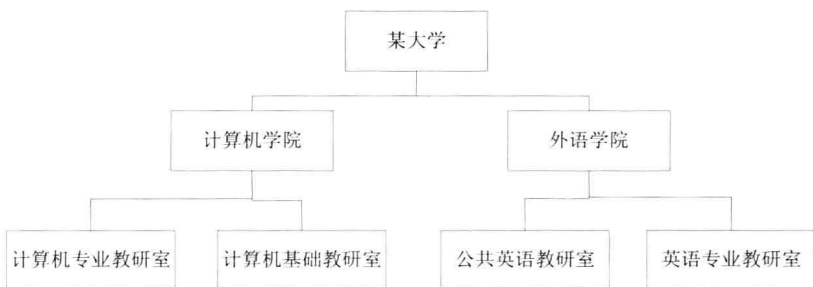 某大学
计算机学院
外语学院
计算机专业教研室
计算机基础教研室
公共英语教研室
英语专业教研室